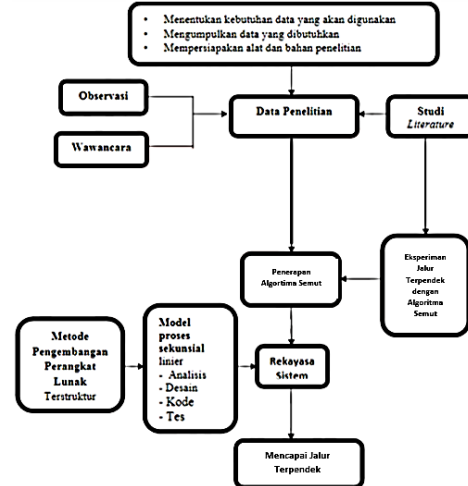 • Menentukan kebutuhan data yang akan digunakan
• Mengumpulkan data yang dibutuhkan
• Mempersiapakan alat dan bahan penelitian
Observasi
Wawancara
Data Penelitian
Studi
Literature
Penerapan
Algortima Semut
Eksperiman
Jalur
Terpendek
dengan
Algoritma
Semut
Metode
Pengembangan
Perangkat
Lunak
Terstruktur
Model
proses
sekunsial
linier
- Analisis
- Desain
- Kode
- Tes
Rekayasa
Sistem
Mencapai Jalur
Terpendek